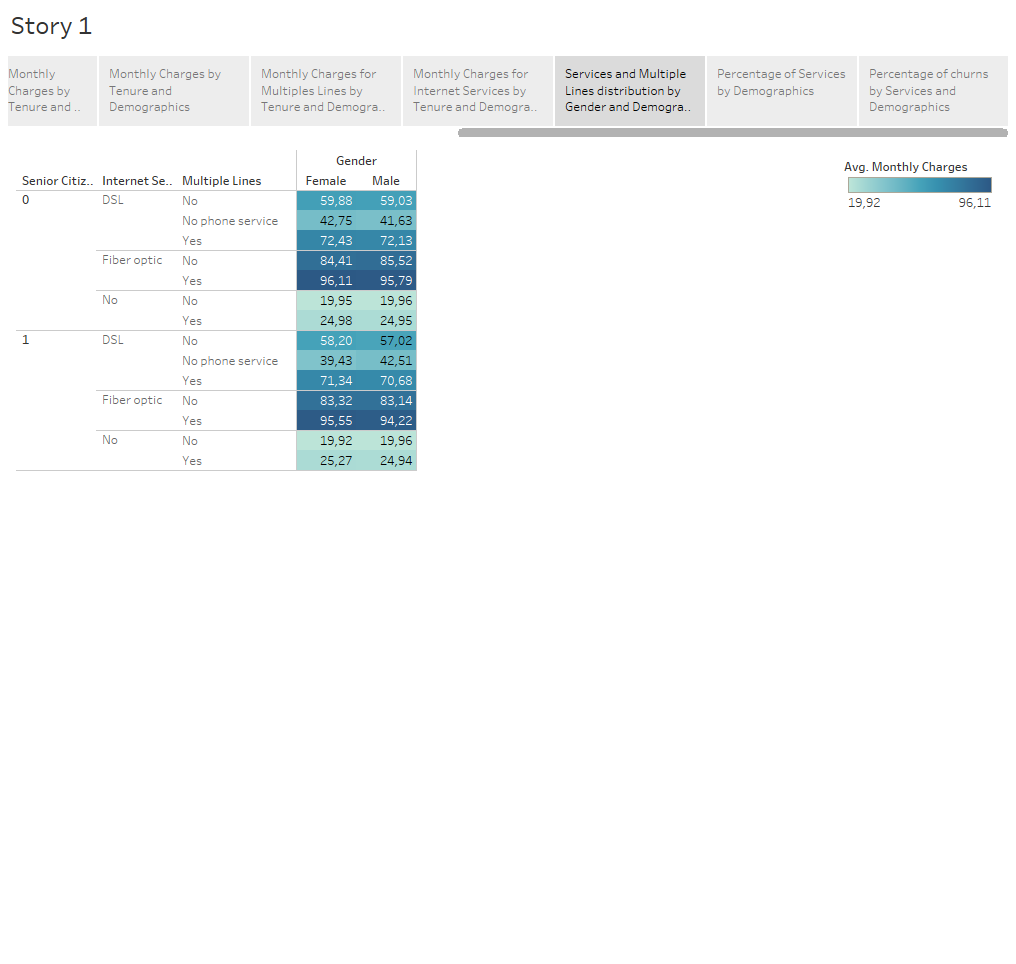 Story 1
Monthly
Charges by
Tenure and ..
Monthly Charges by
Tenure and
Demographics
Monthly Charges for
Multiples Lines by
Tenure and Demogra..
Monthly Charges for
Internet Services by
Tenure and Demogra..
Services and Multiple
Lines distribution by
Gender and Demogra..
Percentage of Services
by Demographics
Percentage of churns
by Services and
Demographics
Gender
Senior Citiz.. Internet Se.. Multiple Lines Female Male
0 DSL No 59,88 59,03
No phone service 42,75 41,63
Yes 72,43 72,13
Fiber optic No 84,41 85,52
Yes 96,11 95,79
No No 19,95 19,96
Yes 24,98 24,95
1 DSL No 58,20 57,02
No phone service 39,43 42,51
Yes 71,34 70,68
Fiber optic No 83,32 83,14
Yes 95,55 94,22
No No 19,92 19,96
Yes 25,27 24,94
Avg. Monthly Charges
19,92 96,11